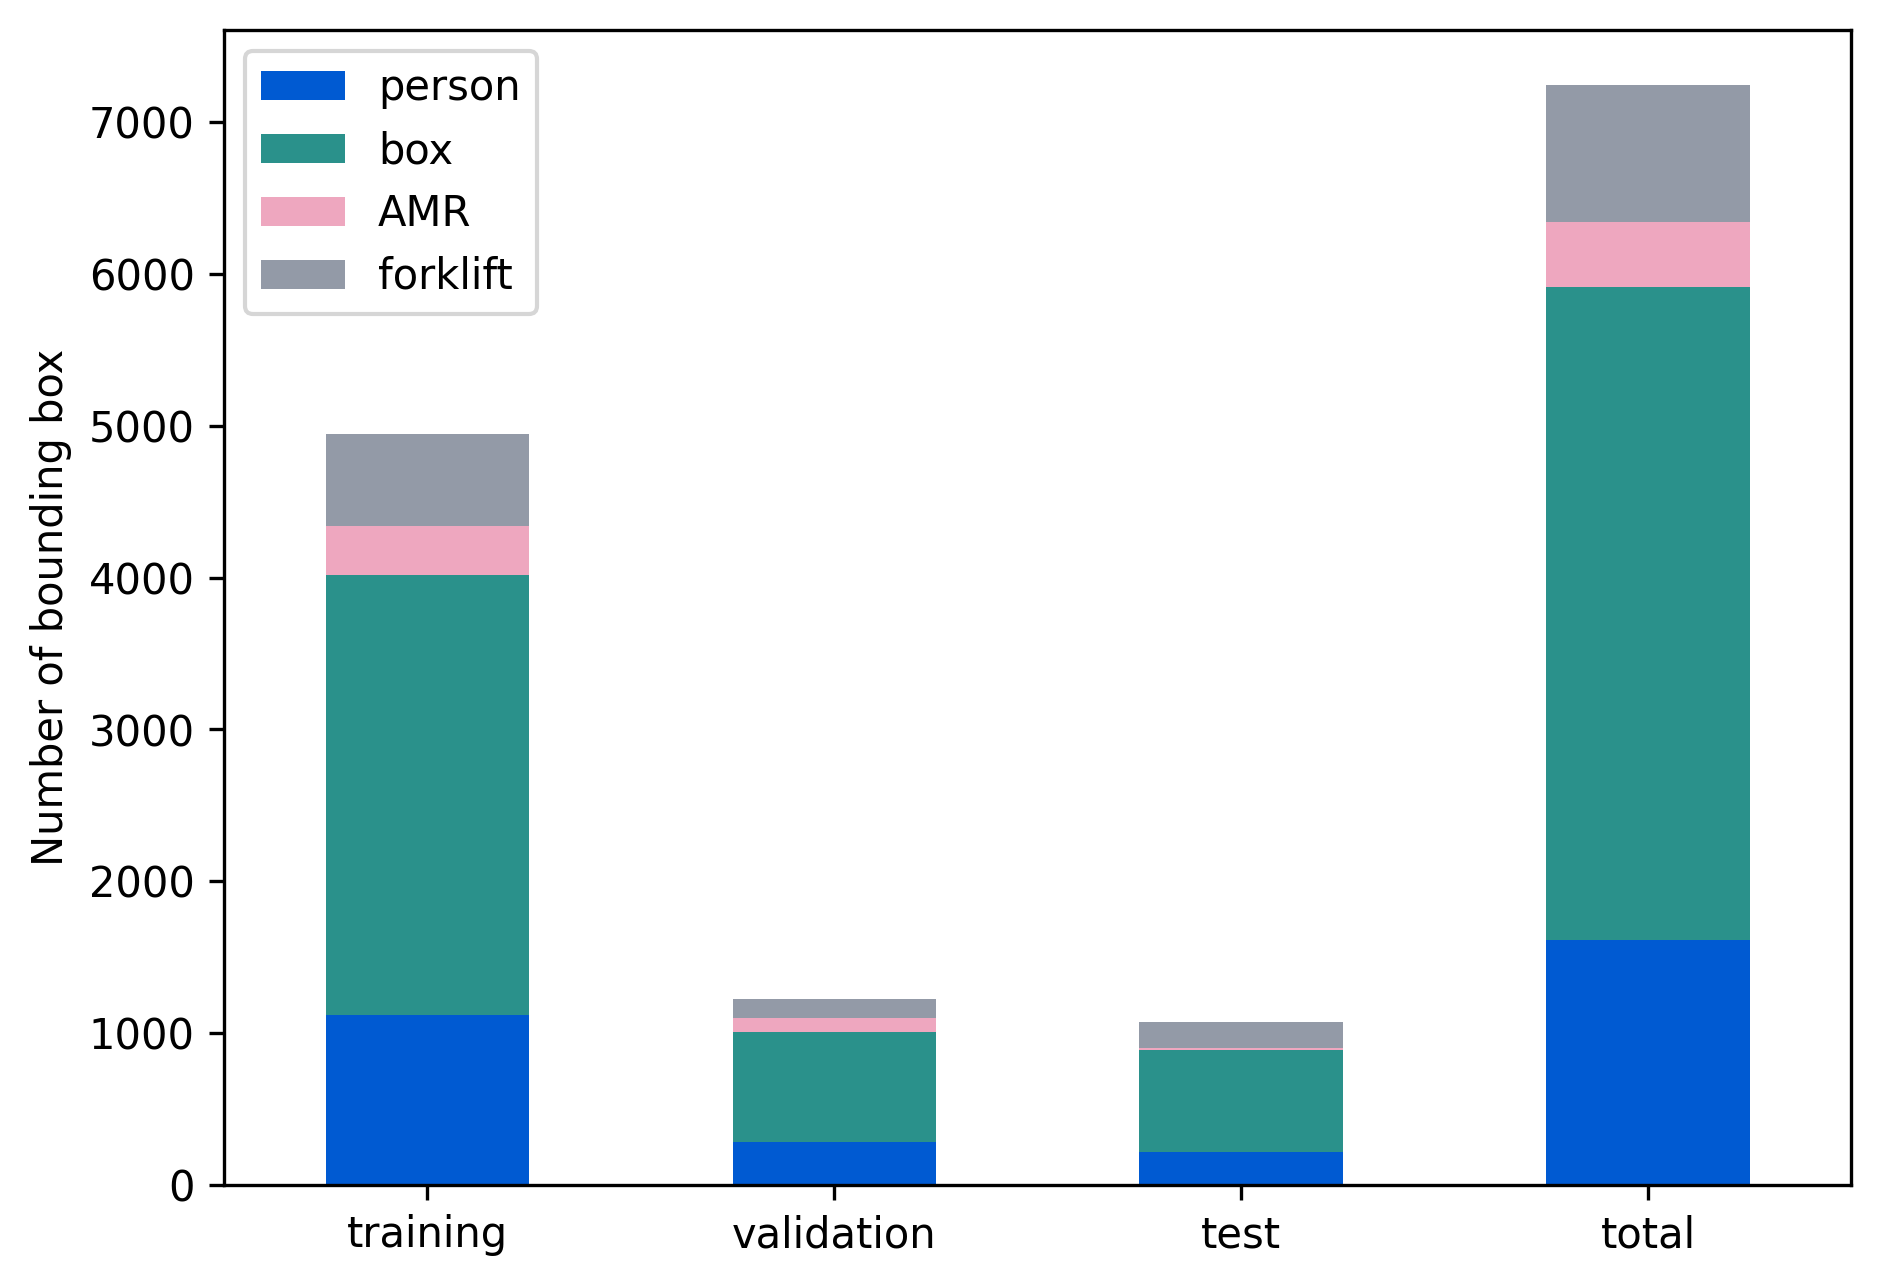 person
box
AMR
forklift
7000
6000
5000
4000
3000
2000
1000
0
Number of bounding box
training
validation
test
total